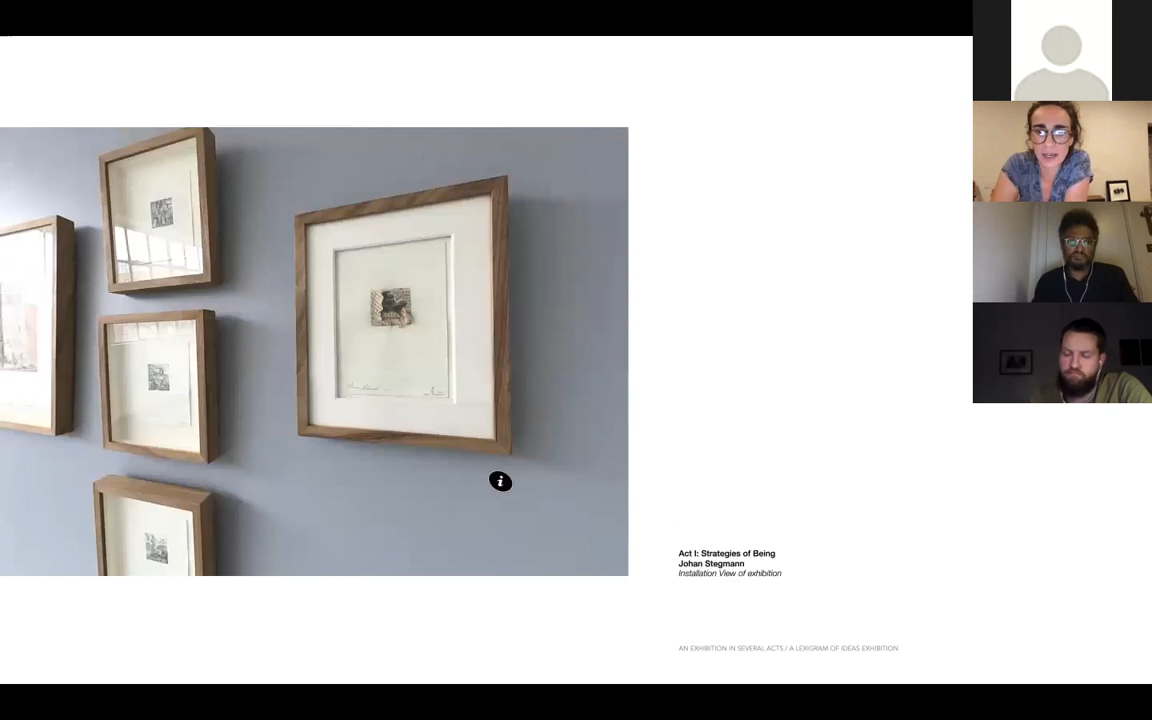 i
Act I: Strategies of Being
Johan Stegmann
Installation View of exhibition
AN EXHIBITION IN SEVERAL ACTS / A LEXIGRAM OF IDEAS EXHIBITION